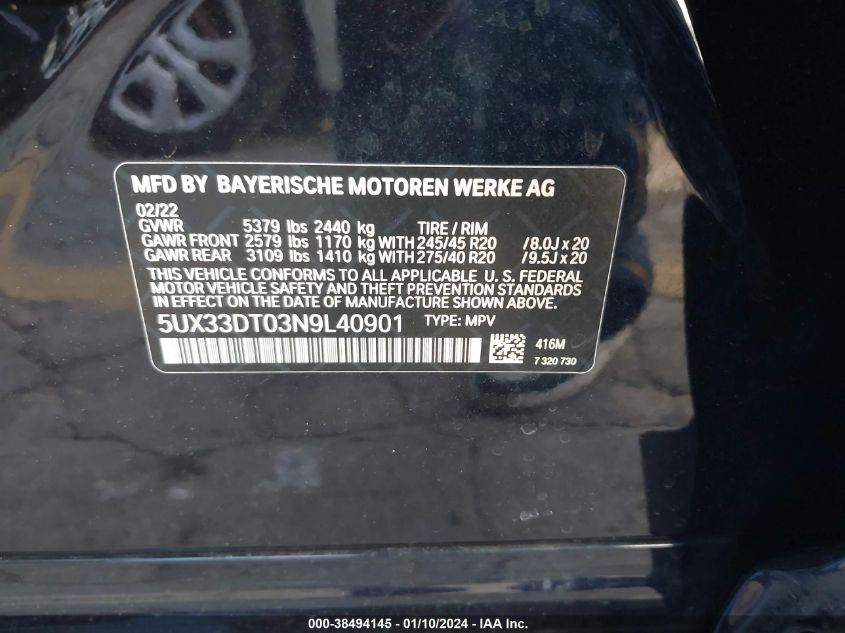 MFD BY BAYERISCHE MOTOREN WERKE AG
02/22
GVWR 5379 lbs 2440 kg TIRE / RIM
GAWR FRONT 2579 lbs 1170 kg WITH 245/45 R20 /8.0J x 20
GAWR REAR 3109 lbs 1410 kg WITH 275/40 R20 /9.5J x 20
THIS VEHICLE CONFORMS TO ALL APPLICABLE U. S. FEDERAL
MOTOR VEHICLE SAFETY AND THEFT PREVENTION STANDARDS
IN EFFECT ON THE DATE OF MANUFACTURE SHOWN ABOVE.
5UX33DT03N9L40901 TYPE: MPV
416M
7 320 730
000-38494145 - 01/10/2024 - IAA Inc.